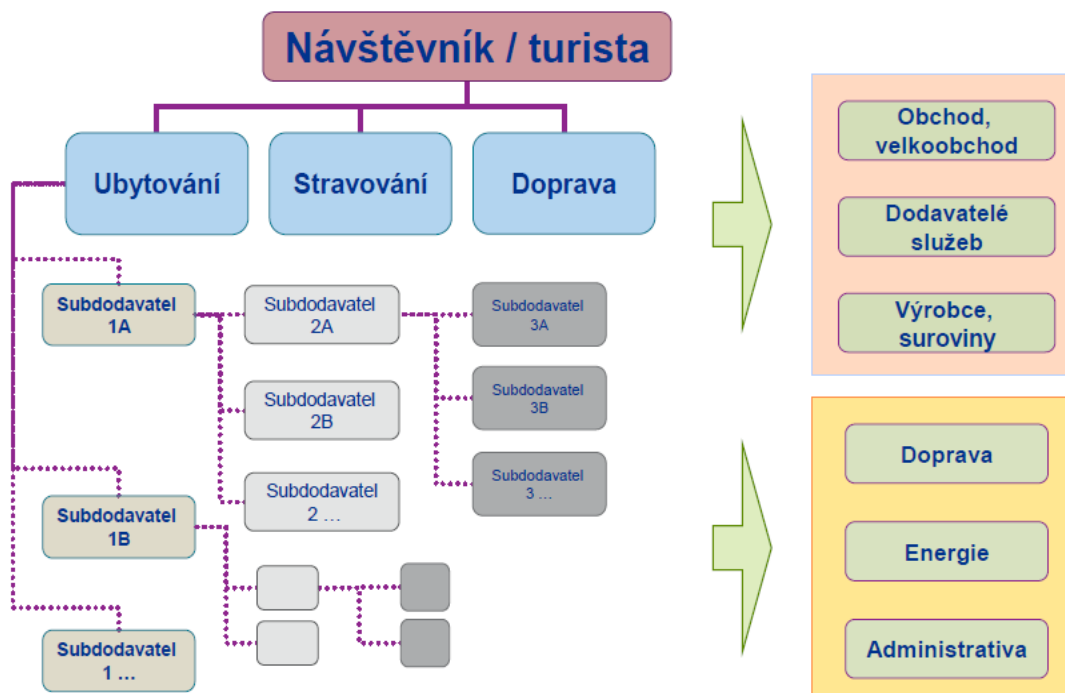 Návštěvník / turista
Ubytování
Stravování
Doprava
Subdodavatel
1A
Subdodavatel
2A
Subdodavatel
3A
Subdodavatel
2B
Subdodavatel
3B
Subdodavatel
2 ...
Subdodavatel
3 ...
Subdodavatel
1B
Subdodavatel
1 ...
Obchod,
velkoobchod
Dodavatelé
služeb
Výrobce,
suroviny
Doprava
Energie
Administrativa